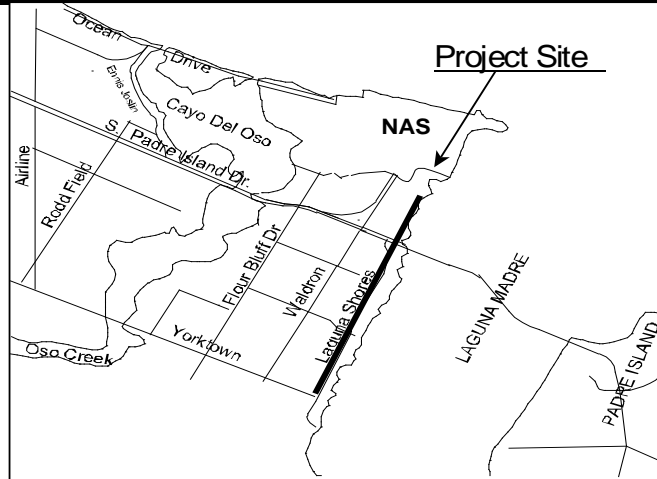 Ocean
Drive
Project Site
Ennis Joslin
Cayo Del Oso
NAS
S. Padre Island Dr.
Airline
Rodd Field
Flour Bluff Dr
Waldron
Laguna Shores
LAGUNA MADRE
Yorktown
Oso Creek
PADRE ISLAND